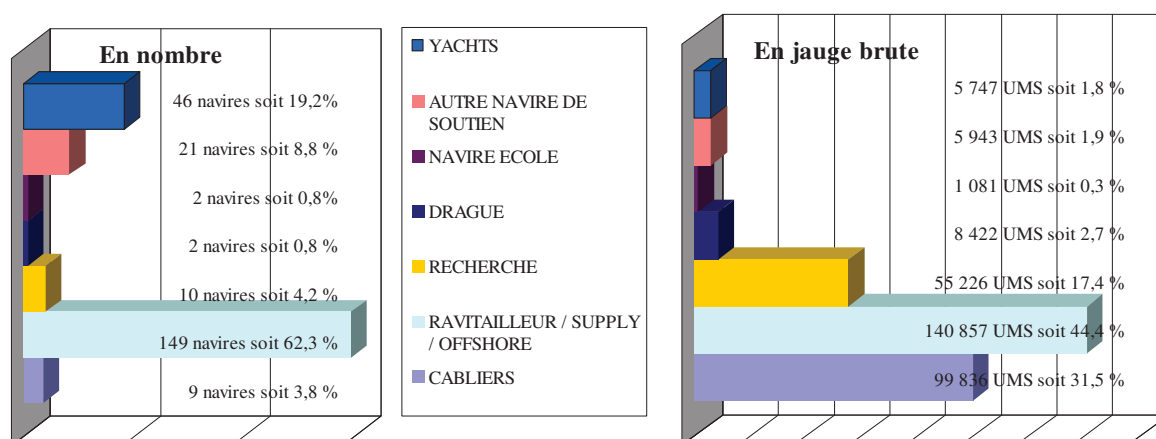 En nombre
46 navires soit 19,2%
21 navires soit 8,8 %
2 navires soit 0,8%
2 navires soit 0,8 %
10 navires soit 4,2 %
149 navires soit 62,3 %
9 navires soit 3,8 %
YACHTS
AUTRE NAVIRE DE
SOUTIEN
NAVIRE ECOLE
DRAGUE
RECHERCHE
RAVITAILLEUR / SUPPLY
/ OFFSHORE
CABLIERS
En jauge brute
5 747 UMS soit 1,8 %
5 943 UMS soit 1,9 %
1 081 UMS soit 0,3 %
8 422 UMS soit 2,7 %
55 226 UMS soit 17,4 %
140 857 UMS soit 44,4 %
99 836 UMS soit 31,5 %